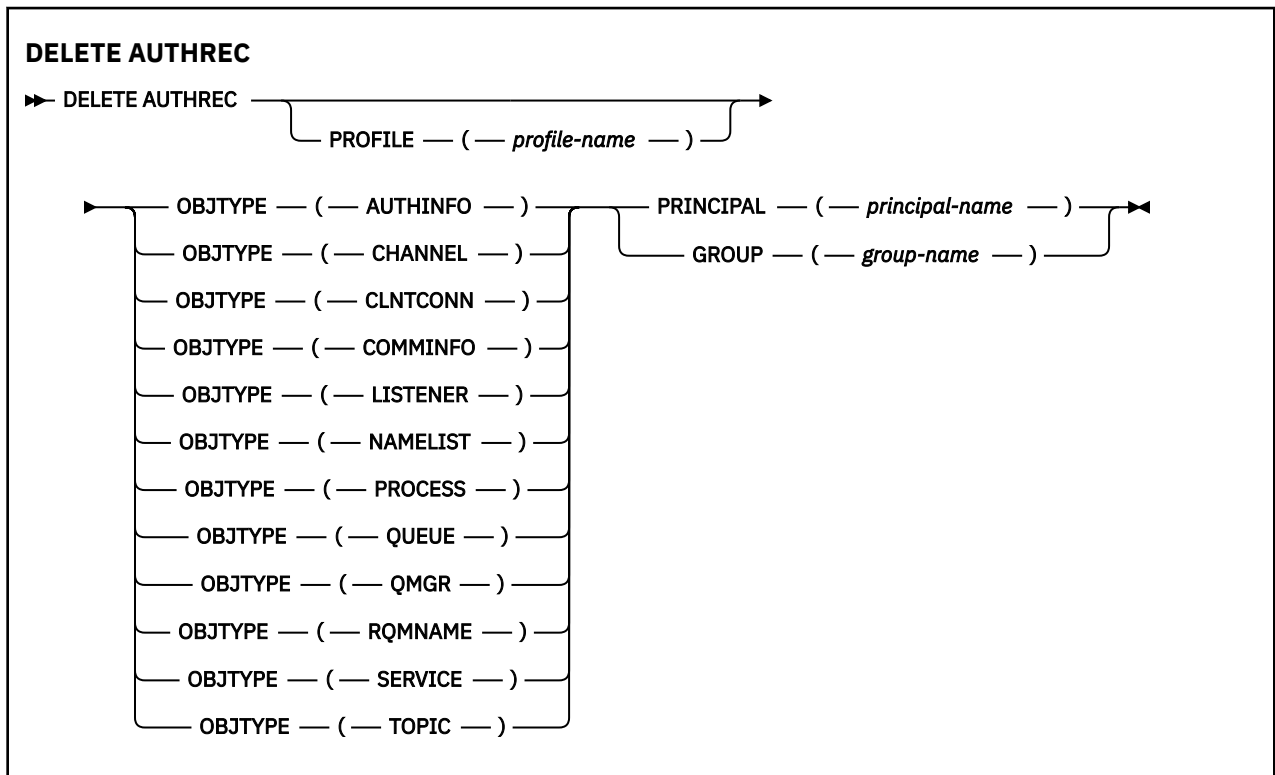 DELETE AUTHREC
DELETE AUTHREC
PROFILE ( profile-name )
OBJTYPE ( AUTHINFO ) PRINCIPAL ( principal-name )
OBJTYPE ( CHANNEL ) GROUP ( group-name )
OBJTYPE ( CLNTCONN )
OBJTYPE ( COMMINFO )
OBJTYPE ( LISTENER )
OBJTYPE ( NAMELIST )
OBJTYPE ( PROCESS )
OBJTYPE ( QUEUE )
OBJTYPE ( QMGR )
OBJTYPE ( RQMNAME )
OBJTYPE ( SERVICE )
OBJTYPE ( TOPIC )